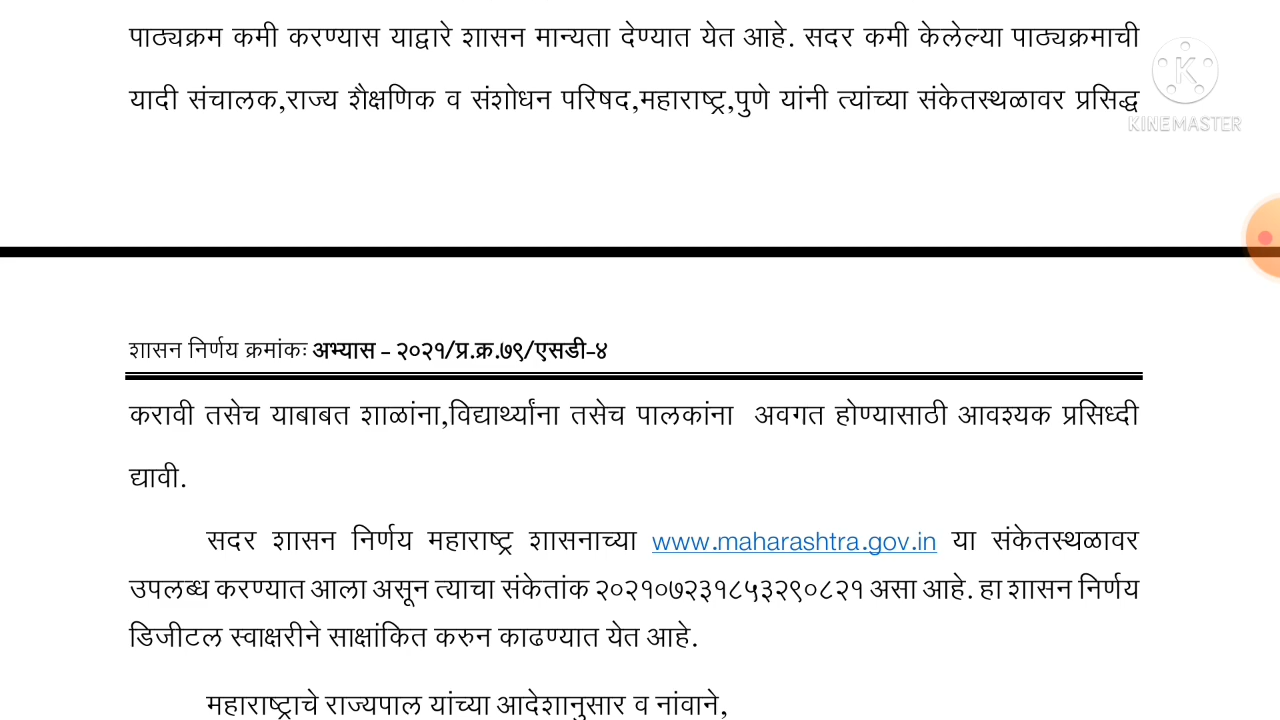 पाठ्यक्रम कमी करण्यास याद्वारे शासन मान्यता देण्यात येत आहे. सदर कमी केलेल्या पाठ्यक्रमाची
यादी संचालक,राज्य शैक्षणिक व संशोधन परिषद,महाराष्ट्र,पुणे यांनी त्यांच्या संकेतस्थळावर प्रसिद्ध
K
KINEMASTER
शासन निर्णय क्रमांकः अभ्यास - २०२१/प्र.क्र.७९/एसडी-४
करावी तसेच याबाबत शाळांना,विद्यार्थ्यांना तसेच पालकांना अवगत होण्यासाठी आवश्यक प्रसिध्दी
द्यावी.
सदर शासन निर्णय महाराष्ट्र शासनाच्या www.maharashtra.gov.in या संकेतस्थळावर
उपलब्ध करण्यात आला असून त्याचा संकेतांक २०२१०७२३१८५३२९०८२१ असा आहे. हा शासन निर्णय
डिजीटल स्वाक्षरीने साक्षांकित करुन काढण्यात येत आहे.
महाराष्ट्राचे राज्यपाल यांच्या आदेशानुसार व नांवाने,